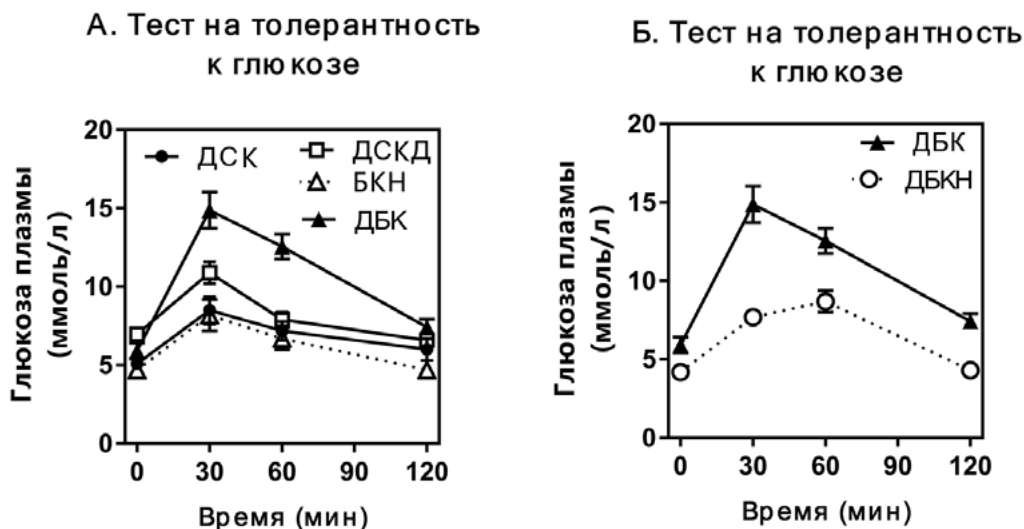 А. Тест на толерантность
к глюкозе
Глюкоза плазмы
(ммоль/л)
20
15
10
5
0
ДСК
ДСКД
БКН
ДБК
0 30 60 90 120
Время (мин)
Б. Тест на толерантность
к глюкозе
Глюкоза плазмы
(ммоль/л)
20
15
10
5
0
ДБК
ДБКН
0 30 60 90 120
Время (мин)